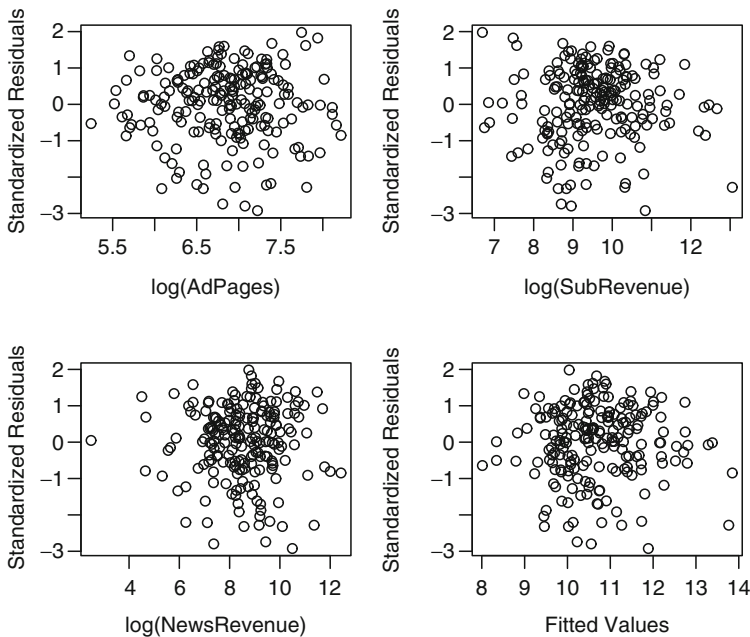 Standardized Residuals
2
1
0
−1
−3
5.5 6.5 7.5
log(AdPages)
Standardized Residuals
2
1
0
−1
−3
7 8 9 10 12
log(SubRevenue)
Standardized Residuals
2
1
0
−1
−3
4 6 8 10 12
log(NewsRevenue)
Standardized Residuals
2
1
0
−1
−3
8 9 10 11 12 13 14
Fitted Values